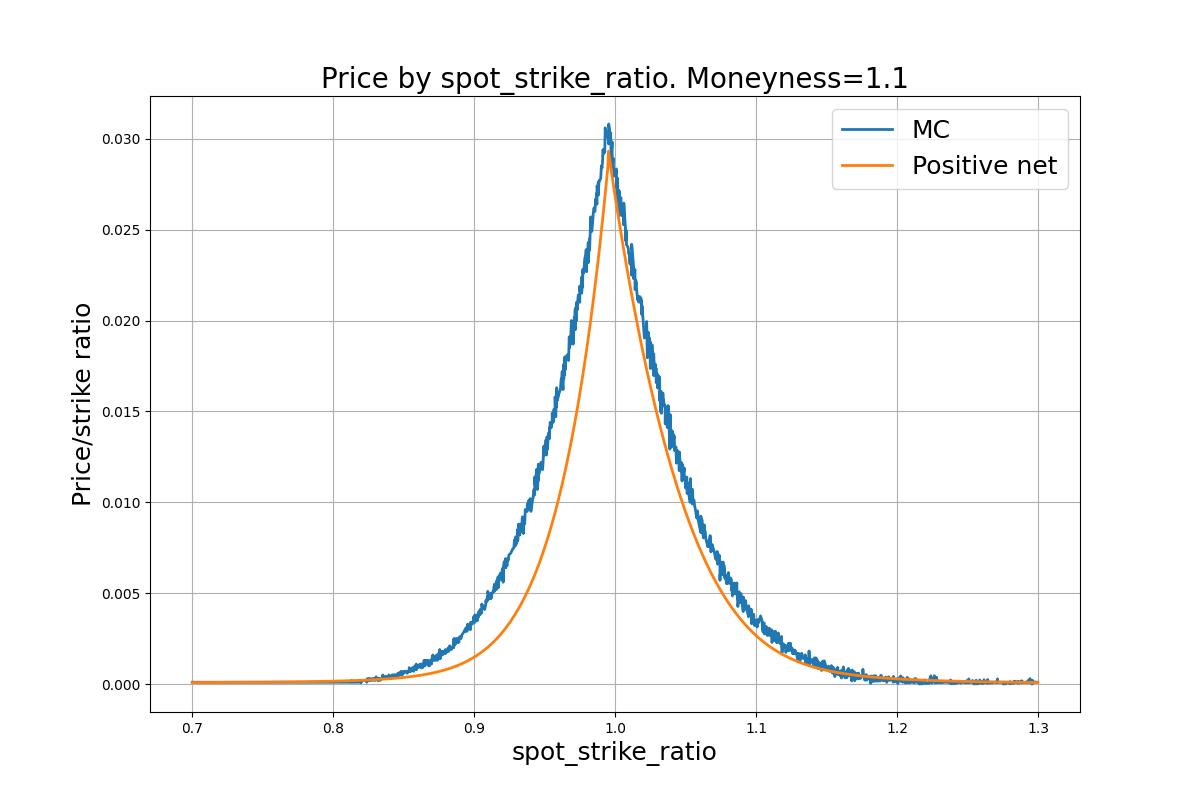 Price by spot_strike_ratio. Moneyness=1.1
MC
Positive net
Price/strike ratio
0.030
0.025
0.020
0.015
0.010
0.005
0.000
0.7 0.8 0.9 1.0 1.1 1.2 1.3
spot_strike_ratio